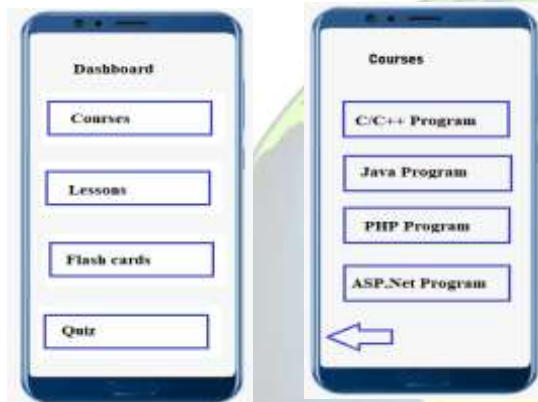 Dashboard
Courses
Lessons
Flash cards
Quiz
Courses
C/C++ Program
Java Program
PHP Program
ASP.Net Program